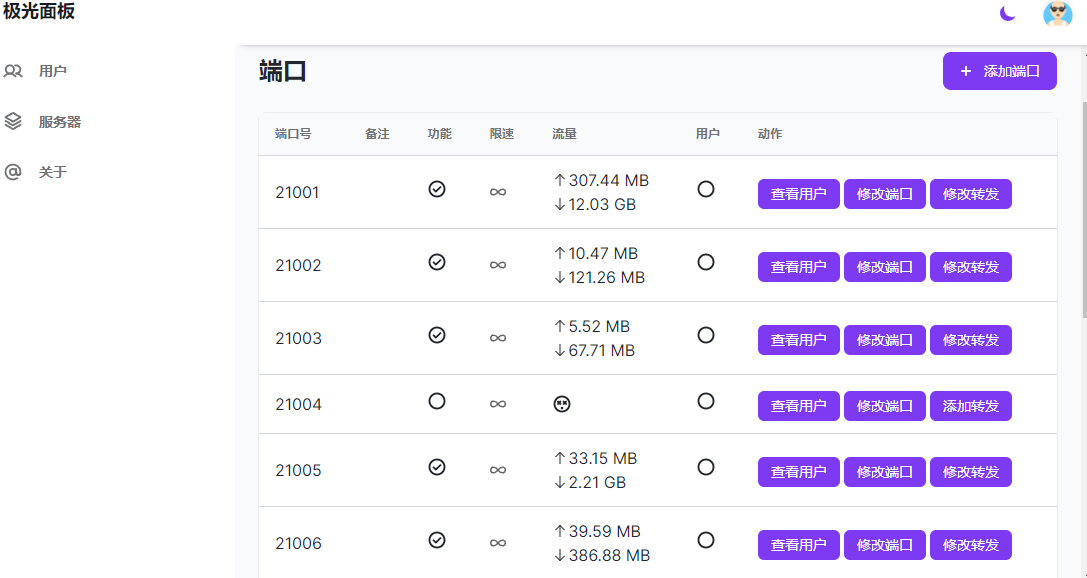 极光面板
用户
服务器
关于
端口
+ 添加端口
端口号 备注 功能 限速 流量 用户 动作
21001 ∞ ↑307.44 MB
↓12.03 GB
查看用户 修改端口 修改转发
21002 ∞ ↑10.47 MB
↓121.26 MB
查看用户 修改端口 修改转发
21003 ∞ ↑5.52 MB
↓67.71 MB
查看用户 修改端口 修改转发
21004 ∞ 查看用户 修改端口 添加转发
21005 ∞ ↑33.15 MB
↓2.21 GB
查看用户 修改端口 修改转发
21006 ∞ ↑39.59 MB
↓386.88 MB
查看用户 修改端口 修改转发